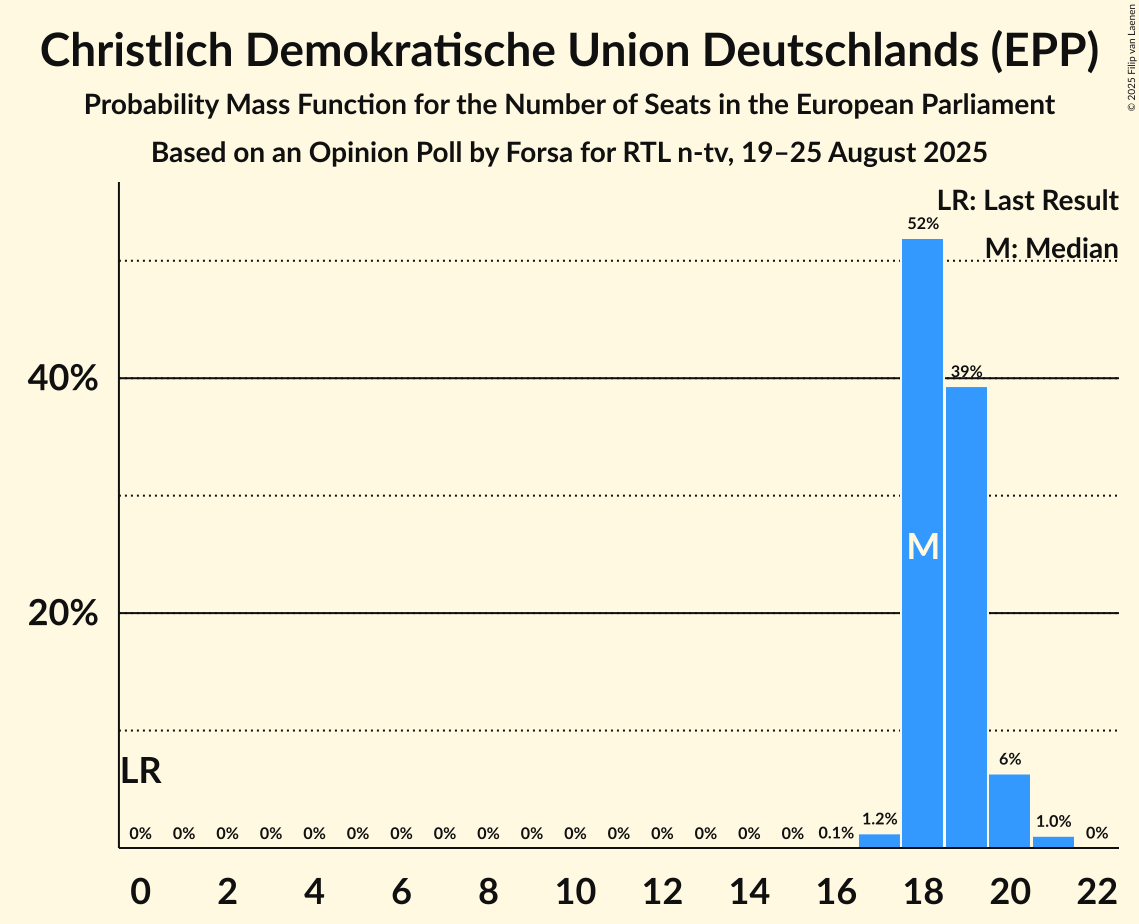 Christlich Demokratische Union Deutschlands (EPP)
Probability Mass Function for the Number of Seats in the European Parliament
Based on an Opinion Poll by Forsa for RTL n-tv, 19–25 August 2025
© 2025 Filip van Laenen
LR: Last Result
M: Median
52%
39%
40%
20%
M
LR
0% 0% 0% 0% 0% 0% 0% 0% 0% 0% 0% 0% 0% 0% 0% 0% 0.1% 1.2% 6% 1.0% 0%
0 2 4 6 8 10 12 14 16 18 20 22